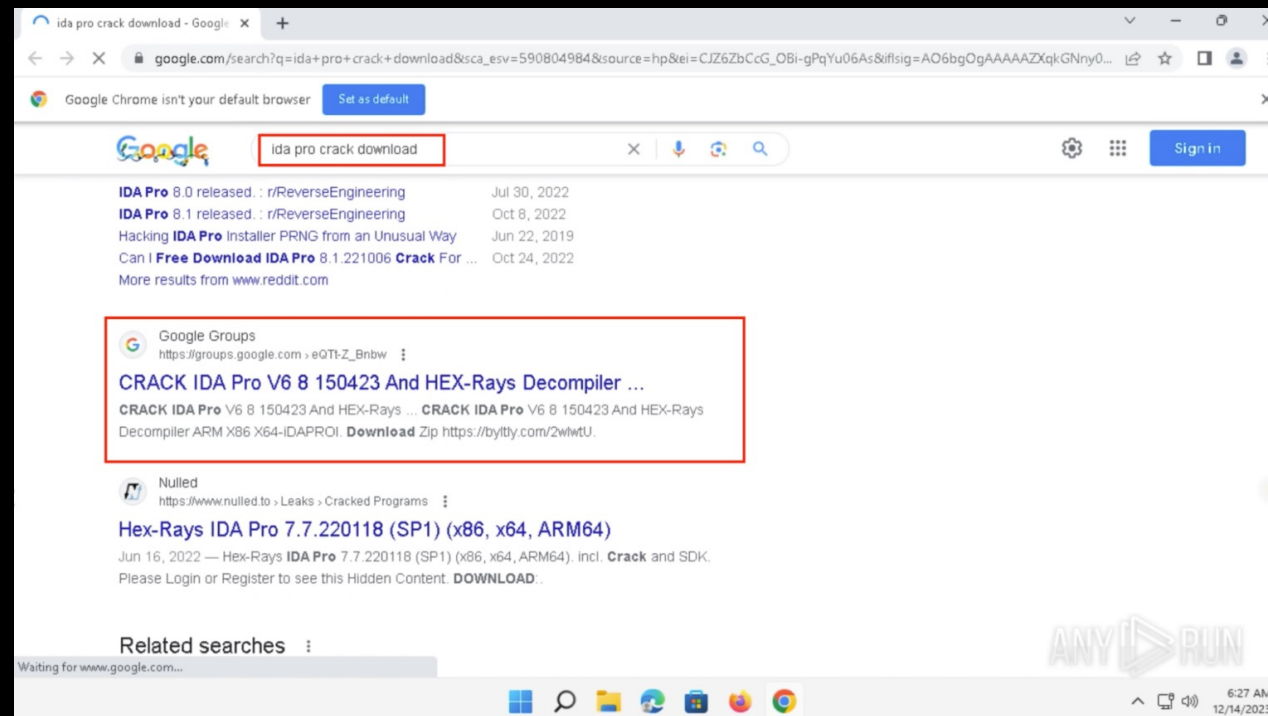 ida pro crack download - Google
google.com/search?q=ida+pro+crack+download&sca_esv=590804984&source=hp&ei=CJZ6ZbCcG_OBi-gPqYu06As&iflsig=AO6bgOgAAAAAZXqkGNny0...
Google Chrome isn't your default browser
Set as default
Google
ida pro crack download
Sign in
IDA Pro 8.0 released. : r/ReverseEngineering Jul 30, 2022
IDA Pro 8.1 released. : r/ReverseEngineering Oct 8, 2022
Hacking IDA Pro Installer PRNG from an Unusual Way Jun 22, 2019
Can I Free Download IDA Pro 8.1.221006 Crack For ... Oct 24, 2022
More results from www.reddit.com
Google Groups
https://groups.google.com › eQTt-Z_Bnbw
CRACK IDA Pro V6 8 150423 And HEX-Rays Decompiler ...
CRACK IDA Pro V6 8 150423 And HEX-Rays ... CRACK IDA Pro V6 8 150423 And HEX-Rays
Decompiler ARM X86 X64-iDAPROl. Download Zip https://byltly.com/2wlwtU.
Nulled
https://www.nulled.to › Leaks › Cracked Programs
Hex-Rays IDA Pro 7.7.220118 (SP1) (x86, x64, ARM64)
Jun 16, 2022 — Hex-Rays IDA Pro 7.7.220118 (SP1) (x86, x64, ARM64). incl. Crack and SDK.
Please Login or Register to see this Hidden Content. DOWNLOAD:.
Related searches
ANY RUN
Waiting for www.google.com...
6:27 AM
12/14/2023